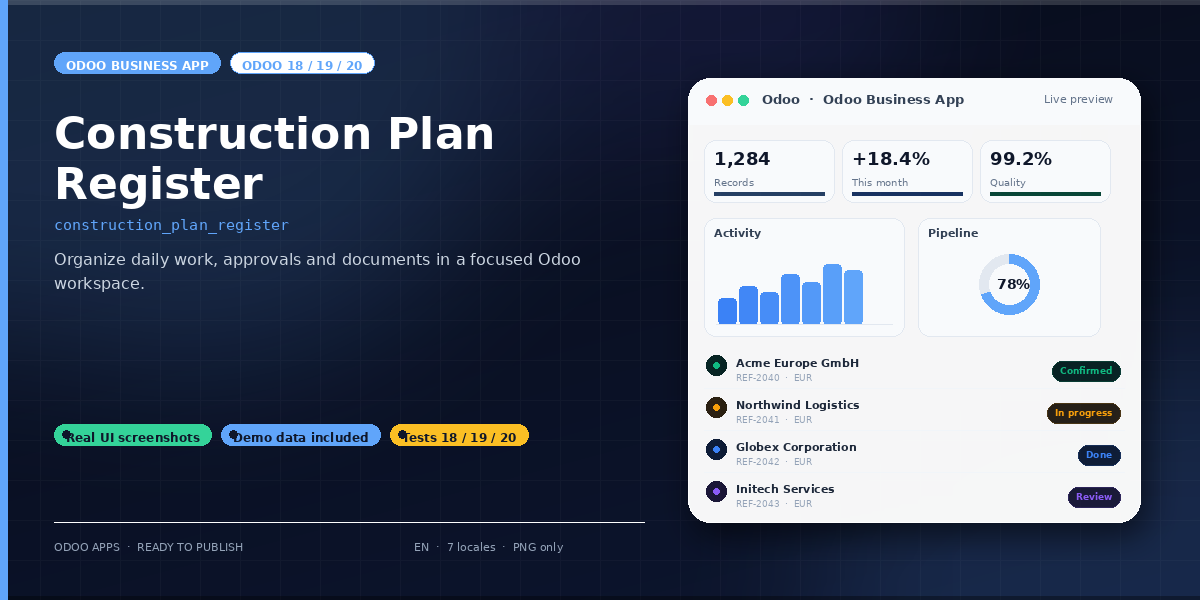 ODOO BUSINESS APP
ODOO 18 / 19 / 20
Construction Plan
Register
construction_plan_register
Organize daily work, approvals and documents in a focused Odoo
workspace.
Real UI screenshots
Demo data included
Tests 18 / 19 / 20
ODOO APPS · READY TO PUBLISH
EN · 7 locales · PNG only
Odoo · Odoo Business App
Live preview
1,284
Records
+18.4%
This month
99.2%
Quality
Activity
Pipeline
78%
Acme Europe GmbH
REF-2040 · EUR
Confirmed
Northwind Logistics
REF-2041 · EUR
In progress
Globex Corporation
REF-2042 · EUR
Done
Initech Services
REF-2043 · EUR
Review